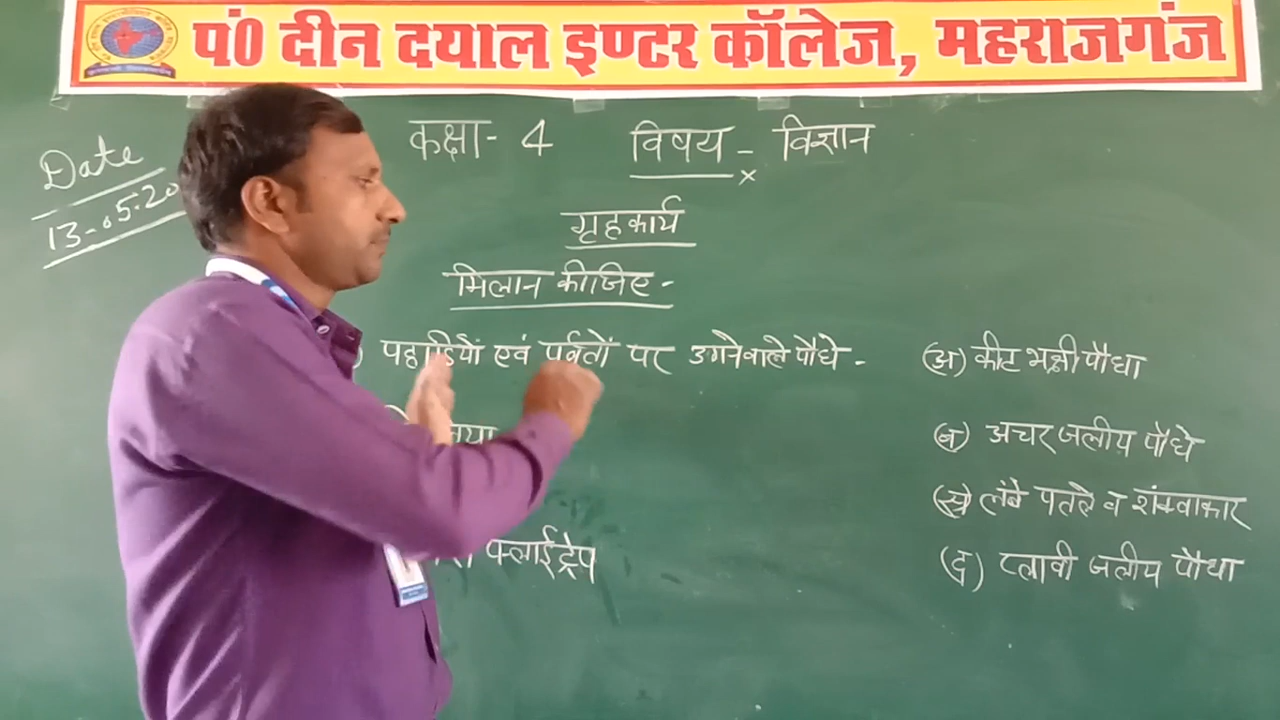 पं0 दीन दयाल इण्टर कॉलेज, महराजगंज
Date
13-05-20
कक्षा- 4 विषय - विज्ञान
गृहकार्य
मिलान कीजिए -
पहाड़ियों एवं पर्वतों पर उगनेवाले पौधे - (अ) कीट भक्षी पौधा
(ब) अचर जलीय पौधे
(स) लंबे पतले व शंक्वाकार
फ्लाईट्रेप (द) प्लावी जलीय पौधा